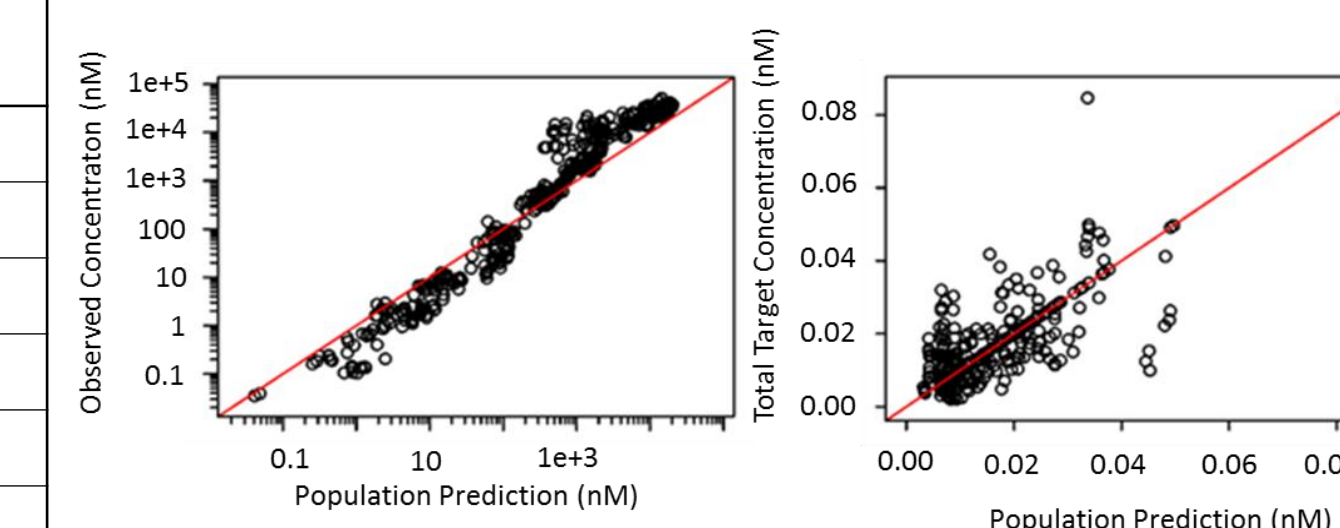 Observed Concentraton (nM)
1e+5
1e+4
1e+3
100
10
1
0.1
0.1 10 1e+3
Population Prediction (nM)
Total Target Concentration (nM)
0.08
0.06
0.04
0.02
0.00
0.00 0.02 0.04 0.06 0.0
Population Prediction (nM)